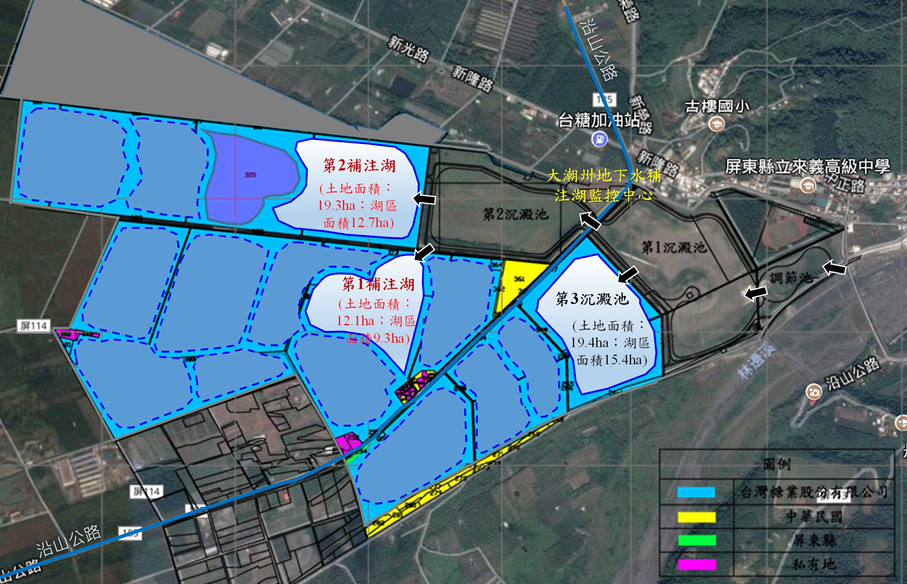 沿山公路
新光路
新隆路
185
古樓國小
台糖加油站
新隆路
屏東縣立來義高級中學
中正路
大潮州地下水補
注湖監控中心
第2補注湖
(土地面積：
19.3ha；湖區
面積12.7ha)
320
第2沉澱池
第1沉澱池
調節池
第1補注湖
(土地面積：
12.1ha；湖區
面積9.3ha)
361
362
第3沉澱池
(土地面積：
19.4ha；湖區
面積15.4ha)
屏114
林邊溪
沿山公路
屏114
185
沿山公路
山公路
圖例
台灣糖業股份有限公司
中華民國
屏東縣
私有地